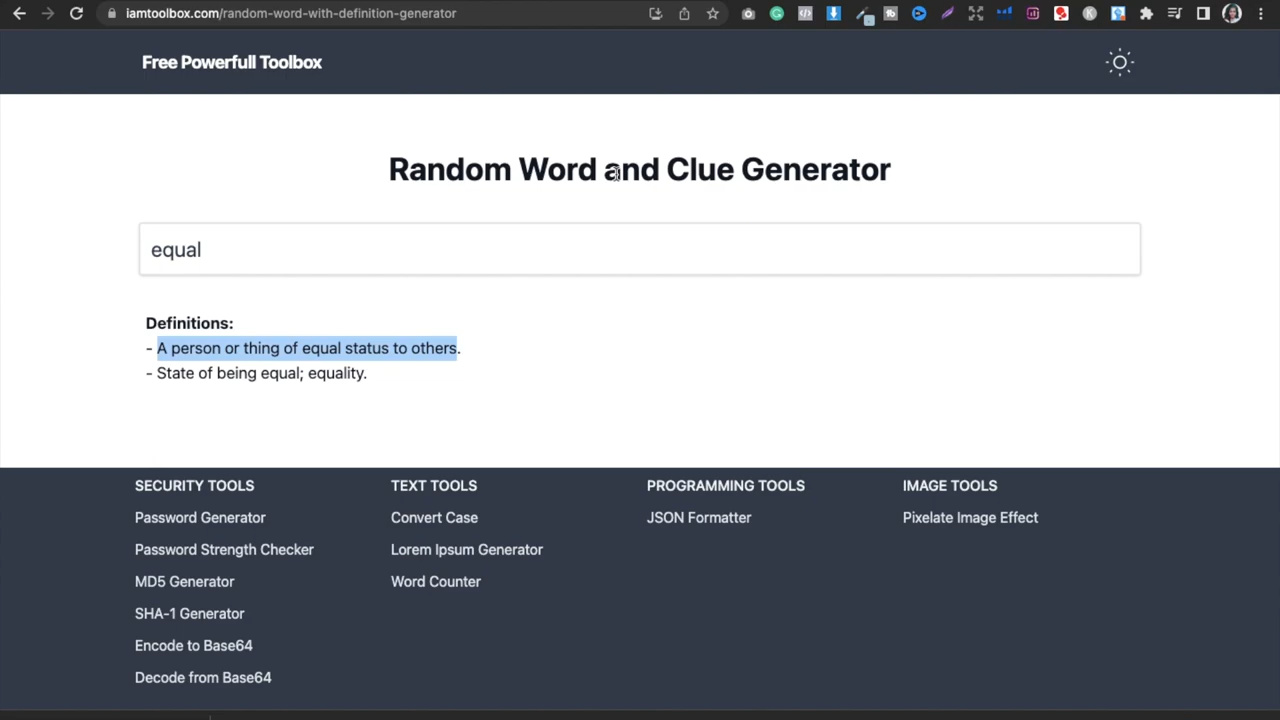 iamtoolbox.com/random-word-with-definition-generator
Free Powerfull Toolbox
Random Word and Clue Generator
equal
Definitions:
- A person or thing of equal status to others.
- State of being equal; equality.
SECURITY TOOLS
Password Generator
Password Strength Checker
MD5 Generator
SHA-1 Generator
Encode to Base64
Decode from Base64
TEXT TOOLS
Convert Case
Lorem Ipsum Generator
Word Counter
PROGRAMMING TOOLS
JSON Formatter
IMAGE TOOLS
Pixelate Image Effect